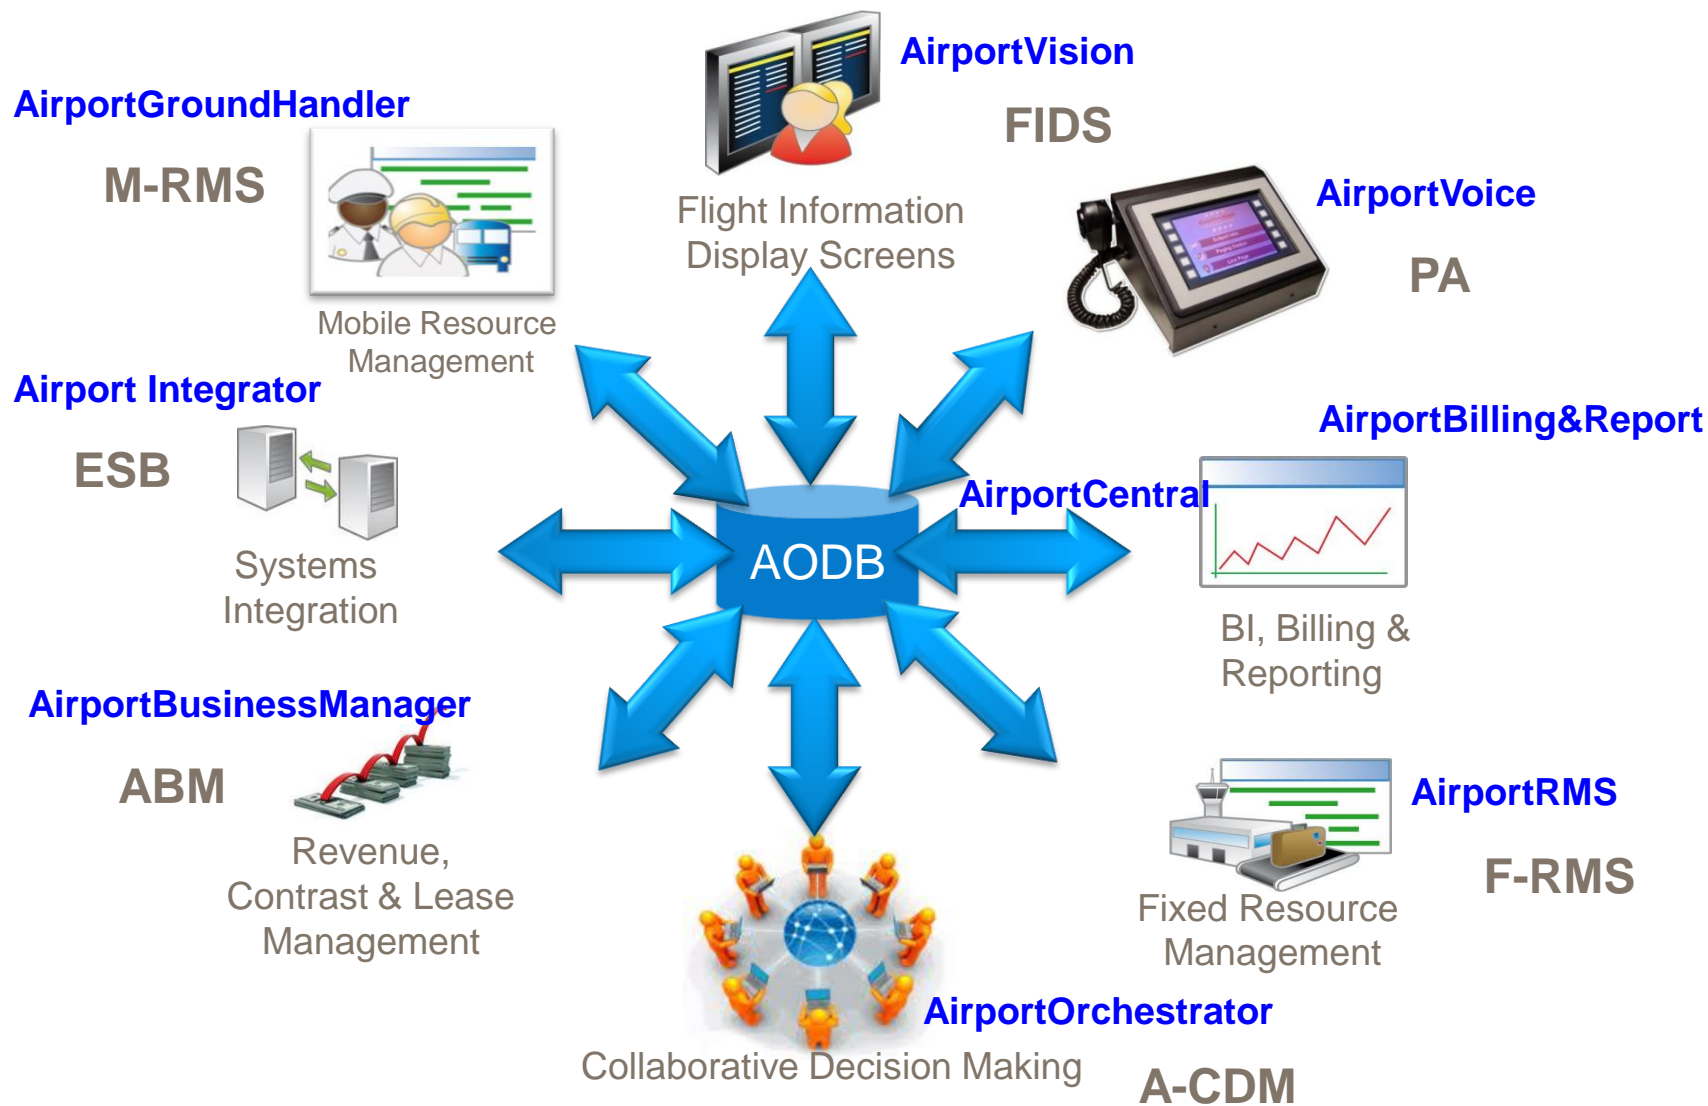 AirportVision
FIDS
Flight Information
Display Screens
AirportGroundHandler
M-RMS
Mobile Resource
Management
AirportVoice
PA
Airport Integrator
ESB
Systems
Integration
AirportBilling&Report
BI, Billing &
Reporting
AirportCentral
AODB
AirportBusinessManager
ABM
Revenue,
Contrast & Lease
Management
AirportRMS
F-RMS
Fixed Resource
Management
AirportOrchestrator
Collaborative Decision Making
A-CDM